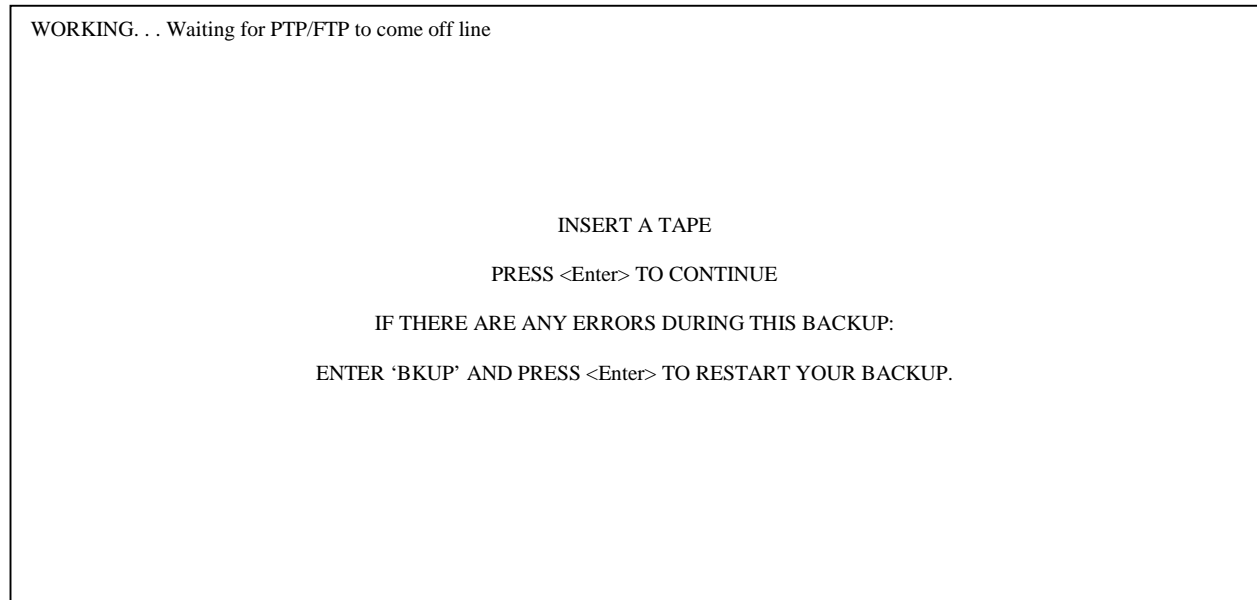 WORKING. . . Waiting for PTP/FTP to come off line
INSERT A TAPE
PRESS <Enter> TO CONTINUE
IF THERE ARE ANY ERRORS DURING THIS BACKUP:
ENTER ‘BKUP’ AND PRESS <Enter> TO RESTART YOUR BACKUP.